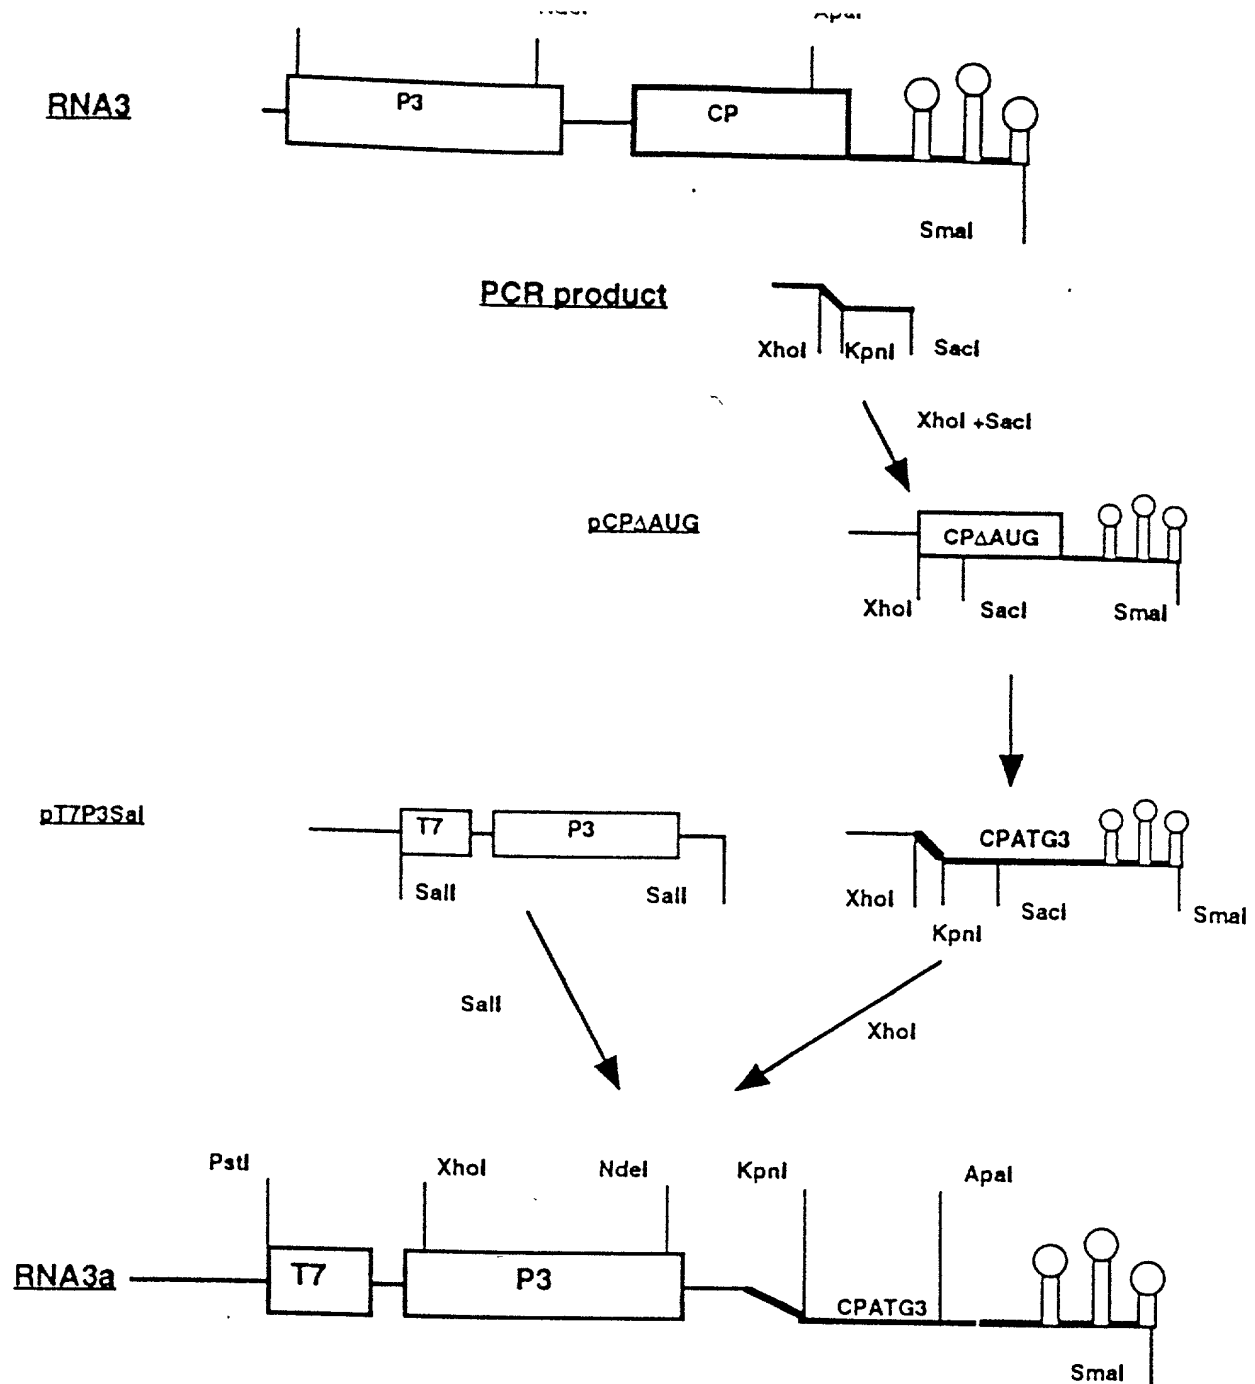 RNA3
P3
CP
SmaI
PCR product
XhoI
KpnI
SacI
XhoI +SacI
pCPΔAUG
CPΔAUG
XhoI
SacI
SmaI
pT7P3Sal
T7
P3
CPATG3
SalI
SalI
XhoI
SacI
SmaI
KpnI
SalI
XhoI
PstI
XhoI
NdeI
KpnI
ApaI
RNA3a
T7
P3
CPATG3
SmaI